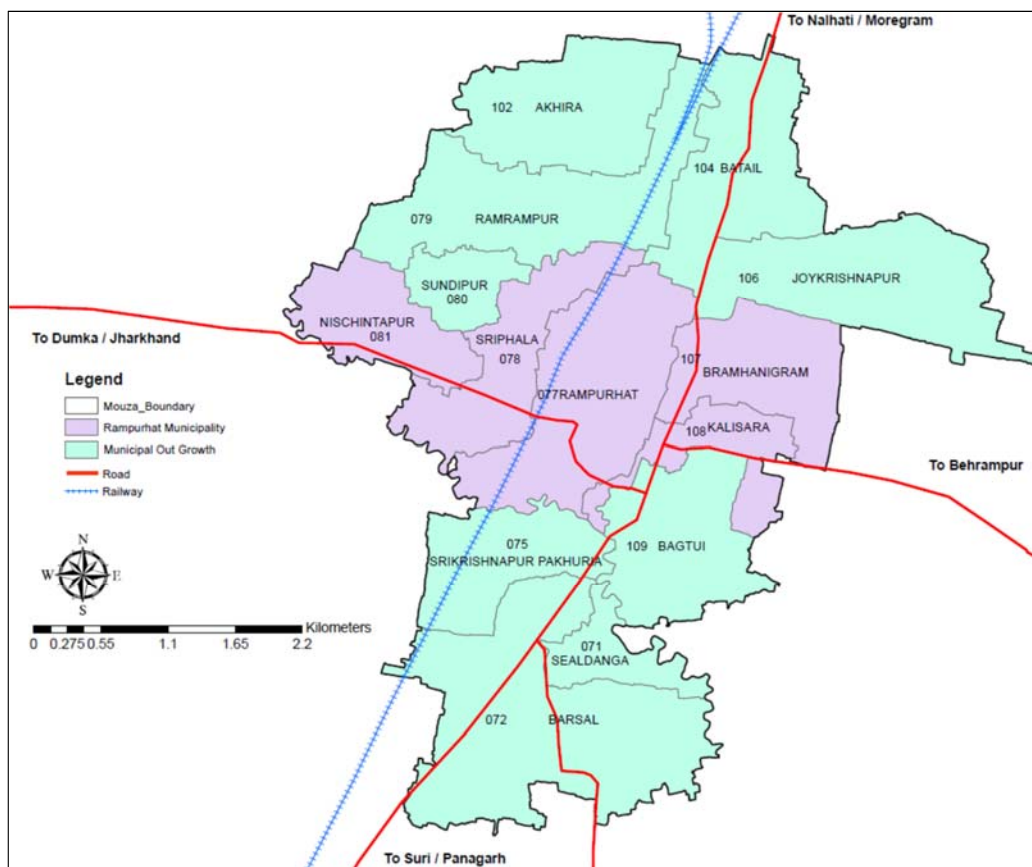 To Nalhati / Moregram
102 AKHIRA
104 BATAIL
079 RAMRAMPUR
106 JOYKRISHNAPUR
SUNDIPUR
080
NISCHINTAPUR
081
SRIPHALA
078
To Dumka / Jharkhand
107
BRAMHANIGRAM
077RAMPURHAT
108 KALISARA
To Behrampur
Legend
Mouza_Boundary
Rampurhat Municipality
Municipal Out Growth
Road
Railway
075
SRIKRISHNAPUR PAKHURIA
109 BAGTUI
N
W E
S
Kilometers
0 0.275 0.55 1.1 1.65 2.2
071
SEALDANGA
072 BARSAL
To Suri / Panagarh